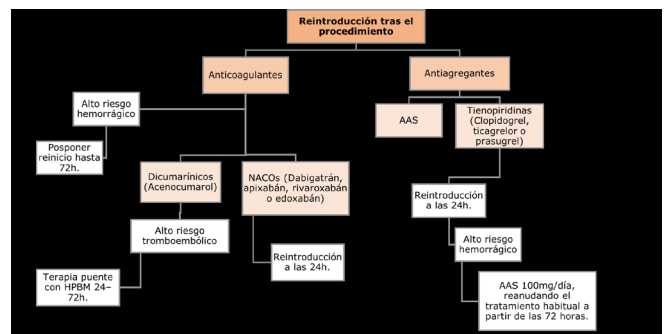 Reintroducción tras el
procedimiento
Anticoagulantes
Antiagregantes
Alto riesgo
hemorrágico
Posponer
reinicio hasta
72h.
Dicumarínicos
(Acenocumarol)
Alto riesgo
tromboembólico
Terapia puente
con HPBM 24–
72h.
NACOs (Dabigatrán,
apixabán, rivaroxabán
o edoxabán)
Reintroducción
a las 24h.
AAS
Tienopiridinas
(Clopidogrel,
ticagrelor o
prasugrel)
Reintroducción
a las 24h.
Alto riesgo
hemorrágico
AAS 100mg/día,
reanudando el
tratamiento habitual a
partir de las 72 horas.